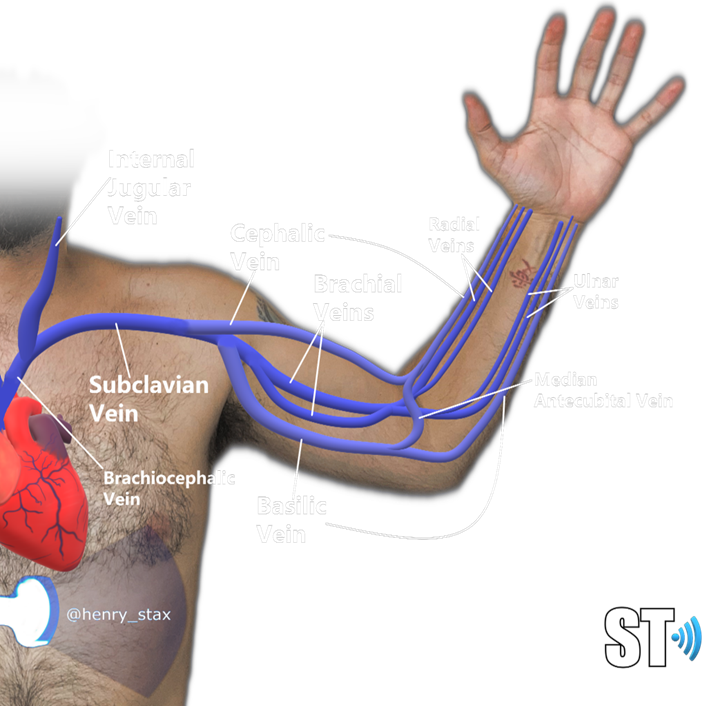 Internal
Jugular
Vein
Cephalic
Vein
Radial
Veins
Brachial
Veins
Ulnar
Veins
Subclavian
Vein
Median
Antecubital Vein
Brachiocephalic
Vein
Basilic
Vein
@henry_stax
ST